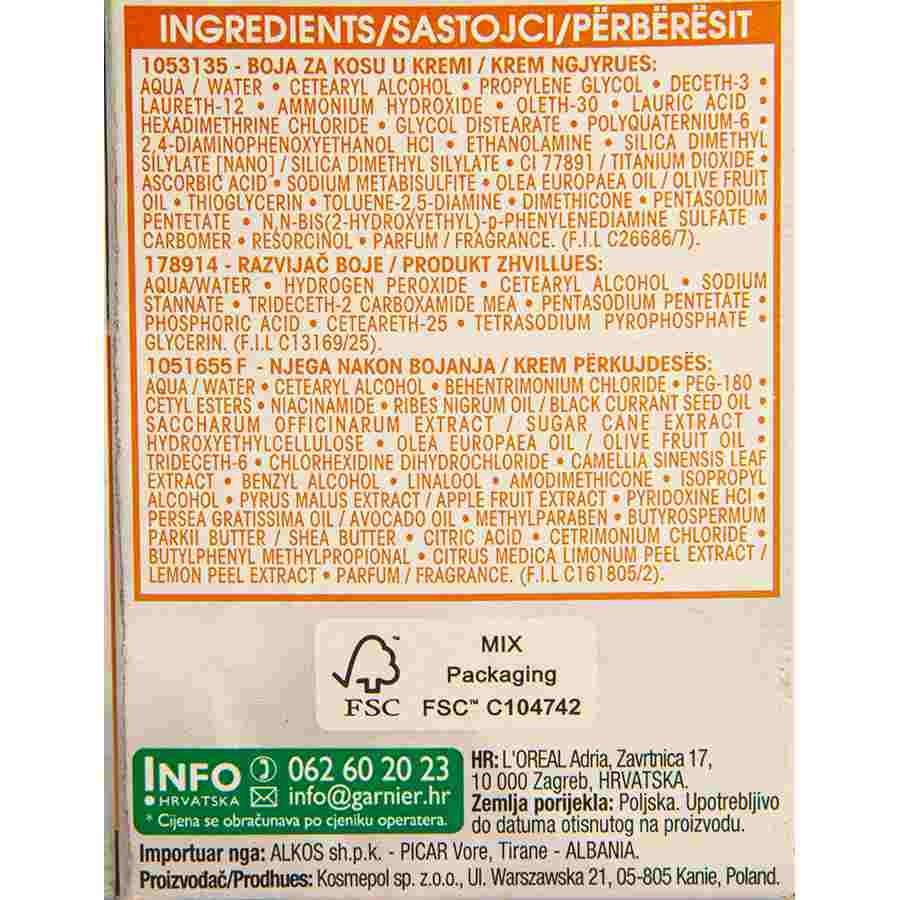 INGREDIENTS/SASTOJCI/PËRBËRËSIT
1053135 - BOJA ZA KOSU U KREMI / KREM NGJYRUES:
AQUA / WATER • CETEARYL ALCOHOL • PROPYLENE GLYCOL • DECETH-3 •
LAURETH-12 • AMMONIUM HYDROXIDE • OLETH-30 • LAURIC ACID •
HEXADIMETHRINE CHLORIDE • GLYCOL DISTEARATE • POLYQUATERNIUM-6 •
2,4-DIAMINOPHENOXYETHANOL HCl • ETHANOLAMINE • SILICA DIMETHYL
SILYLATE [NANO] / SILICA DIMETHYL SILYLATE • CI 77891 / TITANIUM DIOXIDE •
ASCORBIC ACID • SODIUM METABISULFITE • OLEA EUROPAEA OIL / OLIVE FRUIT
OIL • THIOGLYCERIN • TOLUENE-2,5-DIAMINE • DIMETHICONE • PENTASODIUM
PENTETATE • N,N-BIS(2-HYDROXYETHYL)-p-PHENYLENEDIAMINE SULFATE •
CARBOMER • RESORCINOL • PARFUM / FRAGRANCE. (F.I.L C26686/7).
178914 - RAZVIJAČ BOJE / PRODUKT ZHVILLUES:
AQUA/WATER • HYDROGEN PEROXIDE • CETEARYL ALCOHOL • SODIUM
STANNATE • TRIDECETH-2 CARBOXAMIDE MEA • PENTASODIUM PENTETATE •
PHOSPHORIC ACID • CETEARETH-25 • TETRASODIUM PYROPHOSPHATE •
GLYCERIN. (F.I.L C13169/25).
1051655 F - NJEGA NAKON BOJANJA / KREM PËRKUJDESËS:
AQUA / WATER • CETEARYL ALCOHOL • BEHENTRIMONIUM CHLORIDE • PEG-180 •
CETYL ESTERS • NIACINAMIDE • RIBES NIGRUM OIL / BLACK CURRANT SEED OIL •
SACCHARUM OFFICINARUM EXTRACT / SUGAR CANE EXTRACT •
HYDROXYETHYLCELLULOSE • OLEA EUROPAEA OIL / OLIVE FRUIT OIL •
TRIDECETH-6 • CHLORHEXIDINE DIHYDROCHLORIDE • CAMELLIA SINENSIS LEAF
EXTRACT • BENZYL ALCOHOL • LINALOOL • AMODIMETHICONE • ISOPROPYL
ALCOHOL • PYRUS MALUS EXTRACT / APPLE FRUIT EXTRACT • PYRIDOXINE HCl •
PERSEA GRATISSIMA OIL / AVOCADO OIL • METHYLPARABEN • BUTYROSPERMUM
PARKII BUTTER / SHEA BUTTER • CITRIC ACID • CETRIMONIUM CHLORIDE •
BUTYLPHENYL METHYLPROPIONAL • CITRUS MEDICA LIMONUM PEEL EXTRACT /
LEMON PEEL EXTRACT • PARFUM / FRAGRANCE. (F.I.L C161805/2).
FSC
MIX
Packaging
FSC™ C104742
INFO
HRVATSKA
062 60 20 23
info@garnier.hr
* Cijena se obračunava po cjeniku operatera.
HR: L'OREAL Adria, Zavrtnica 17,
10 000 Zagreb, HRVATSKA.
Zemlja porijekla: Poljska. Upotrebljivo
do datuma otisnutog na proizvodu.
Importuar nga: ALKOS sh.p.k. - PICAR Vore, Tirane - ALBANIA.
Proizvođač/Prodhues: Kosmepol sp. z.o.o., Ul. Warszawska 21, 05-805 Kanie, Poland.